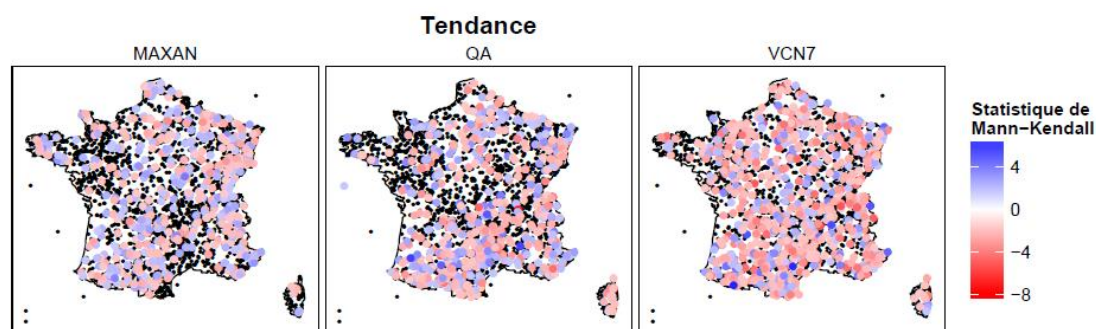 Tendance
MAXAN
QA
VCN7
Statistique de
Mann−Kendall
4
0
−4
−8